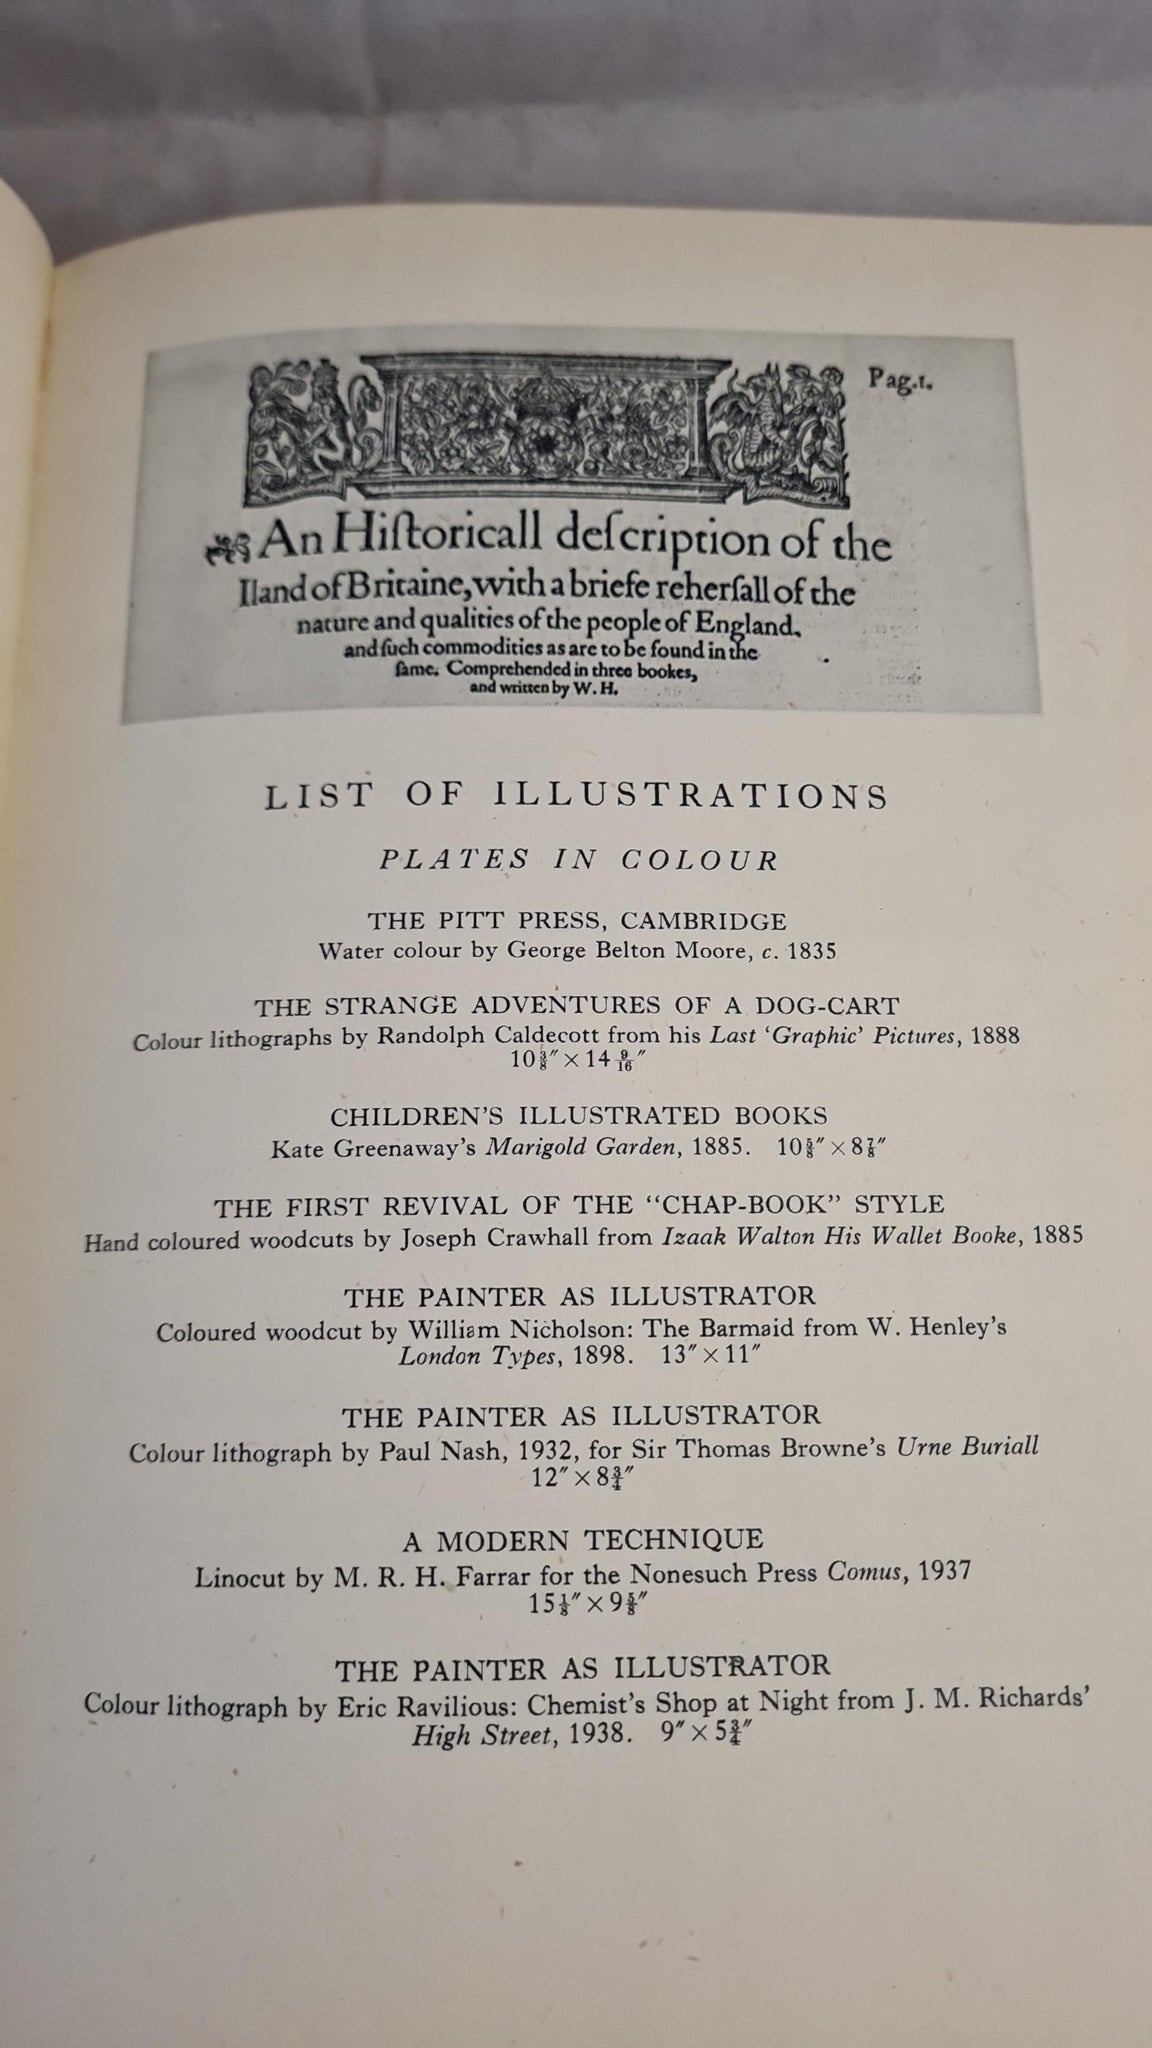 Pag.1.
An Hiſtoricall deſcription of the
Iland of Britaine, with a briefe reherſall of the
nature and qualities of the people of England,
and ſuch commodities as are to be found in the
ſame. Comprehended in three bookes,
and written by W. H.
LIST OF ILLUSTRATIONS
PLATES IN COLOUR
THE PITT PRESS, CAMBRIDGE
Water colour by George Belton Moore, c. 1835
THE STRANGE ADVENTURES OF A DOG-CART
Colour lithographs by Randolph Caldecott from his Last ‘Graphic’ Pictures, 1888
10⅜″ × 14 9/16″
CHILDREN'S ILLUSTRATED BOOKS
Kate Greenaway's Marigold Garden, 1885. 10⅝″ × 8⅞″
THE FIRST REVIVAL OF THE “CHAP-BOOK” STYLE
Hand coloured woodcuts by Joseph Crawhall from Izaak Walton His Wallet Booke, 1885
THE PAINTER AS ILLUSTRATOR
Coloured woodcut by William Nicholson: The Barmaid from W. Henley's
London Types, 1898. 13″ × 11″
THE PAINTER AS ILLUSTRATOR
Colour lithograph by Paul Nash, 1932, for Sir Thomas Browne's Urne Buriall
12″ × 8¾″
A MODERN TECHNIQUE
Linocut by M. R. H. Farrar for the Nonesuch Press Comus, 1937
15⅛″ × 9⅝″
THE PAINTER AS ILLUSTRATOR
Colour lithograph by Eric Ravilious: Chemist's Shop at Night from J. M. Richards'
High Street, 1938. 9″ × 5¾″